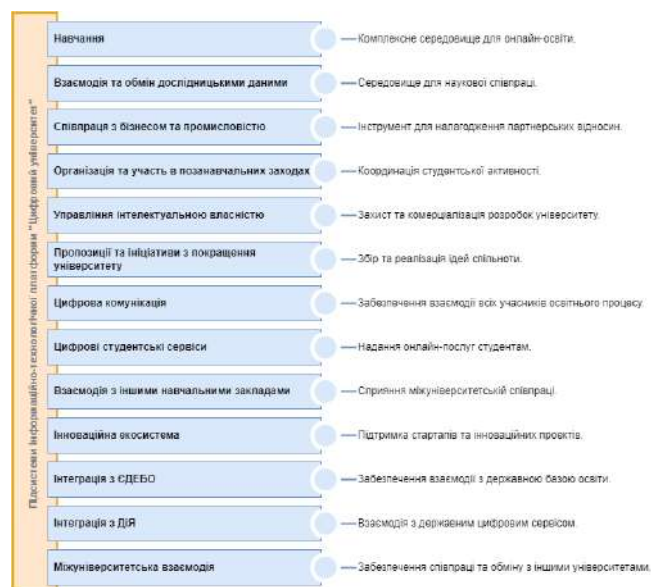 Підсистеми Інформаційно-технологічної платформи "Цифровий університет"
Навчання
Комплексне середовище для онлайн-освіти.
Взаємодія та обмін дослідницькими даними
Середовище для наукової співпраці.
Співпраця з бізнесом та промисловістю
Інструмент для налагодження партнерських відносин.
Організація та участь в позанавчальних заходах
Координація студентської активності.
Управління інтелектуальною власністю
Захист та комерціалізація розробок університету.
Пропозиції та ініціативи з покращення
університету
Збір та реалізація ідей спільноти.
Цифрова комунікація
Забезпечення взаємодії всіх учасників освітнього процесу.
Цифрові студентські сервіси
Надання онлайн-послуг студентам.
Взаємодія з іншими навчальними закладами
Сприяння міжуніверситетській співпраці.
Інноваційна екосистема
Підтримка стартапів та інноваційних проектів.
Інтеграція з ЄДЕБО
Забезпечення взаємодії з державною базою освіти.
Інтеграція з ДІЯ
Взаємодія з державним цифровим сервісом.
Міжуніверситетська взаємодія
Забезпечення співпраці та обміну з іншими університетами.